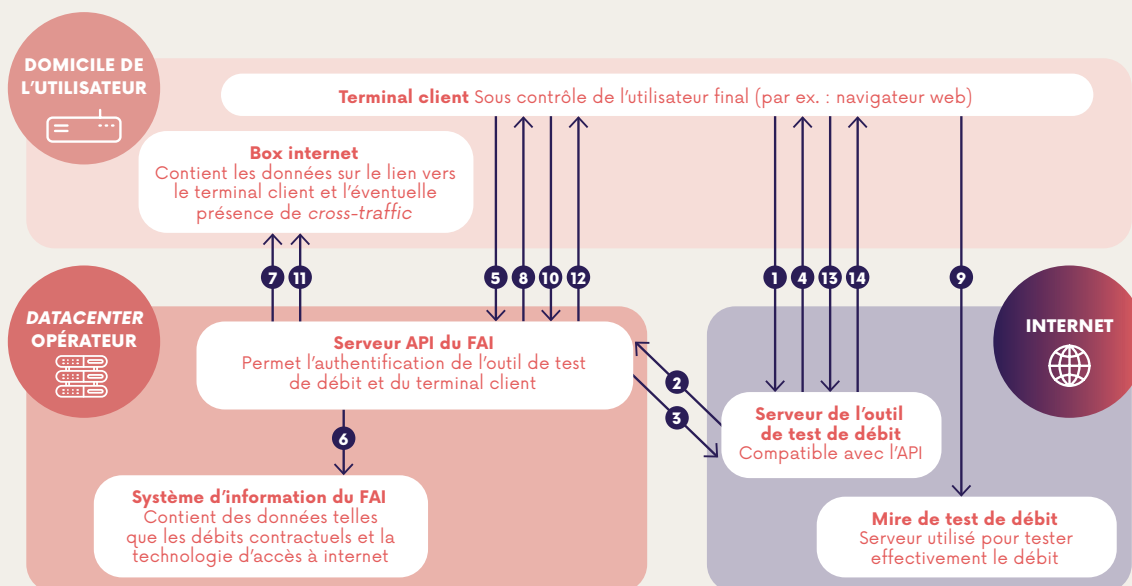 DOMICILE DE
L'UTILISATEUR
Terminal client Sous contrôle de l'utilisateur final (par ex. : navigateur web)
Box internet
Contient les données sur le lien vers
le terminal client et l'éventuelle
présence de cross-traffic
7
11
5
8
10
12
1
4
13
14
9
DATACENTER
OPÉRATEUR
Serveur API du FAI
Permet l'authentification de l'outil de test
de débit et du terminal client
INTERNET
2
3
6
Serveur de l'outil
de test de débit
Compatible avec l'API
Système d'information du FAI
Contient des données telles
que les débits contractuels et la
technologie d'accès à internet
Mire de test de débit
Serveur utilisé pour tester
effectivement le débit